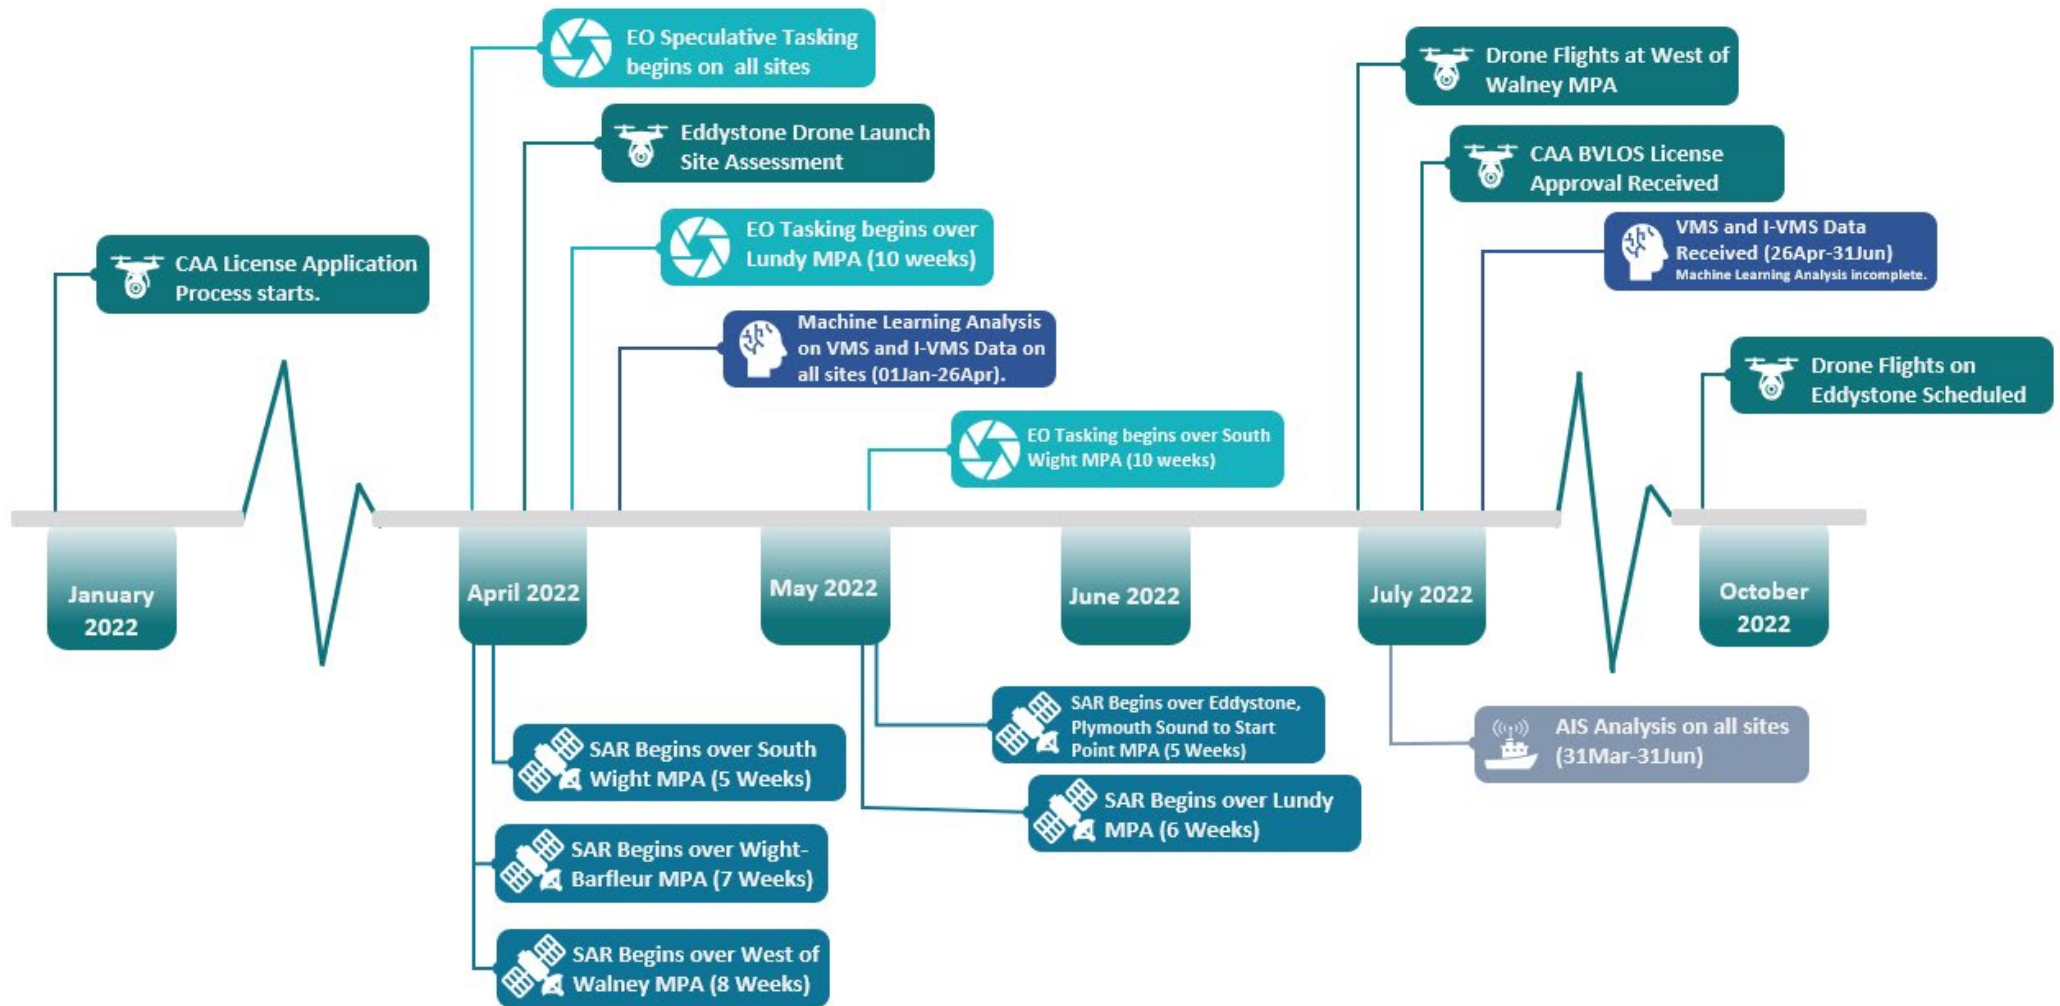 EO Speculative Tasking
begins on all sites
Eddystone Drone Launch
Site Assessment
EO Tasking begins over
Lundy MPA (10 weeks)
CAA License Application
Process starts.
Machine Learning Analysis
on VMS and I-VMS Data on
all sites (01Jan-26Apr).
EO Tasking begins over South
Wight MPA (10 weeks)
Drone Flights at West of
Walney MPA
CAA BVLOS License
Approval Received
VMS and I-VMS Data
Received (26Apr-31Jun)
Machine Learning Analysis incomplete.
Drone Flights on
Eddystone Scheduled
January
2022
April 2022
May 2022
June 2022
July 2022
October
2022
SAR Begins over South
Wight MPA (5 Weeks)
SAR Begins over Wight-
Barfleur MPA (7 Weeks)
SAR Begins over West of
Walney MPA (8 Weeks)
SAR Begins over Eddystone,
Plymouth Sound to Start
Point MPA (5 Weeks)
SAR Begins over Lundy
MPA (6 Weeks)
AIS Analysis on all sites
(31Mar-31Jun)